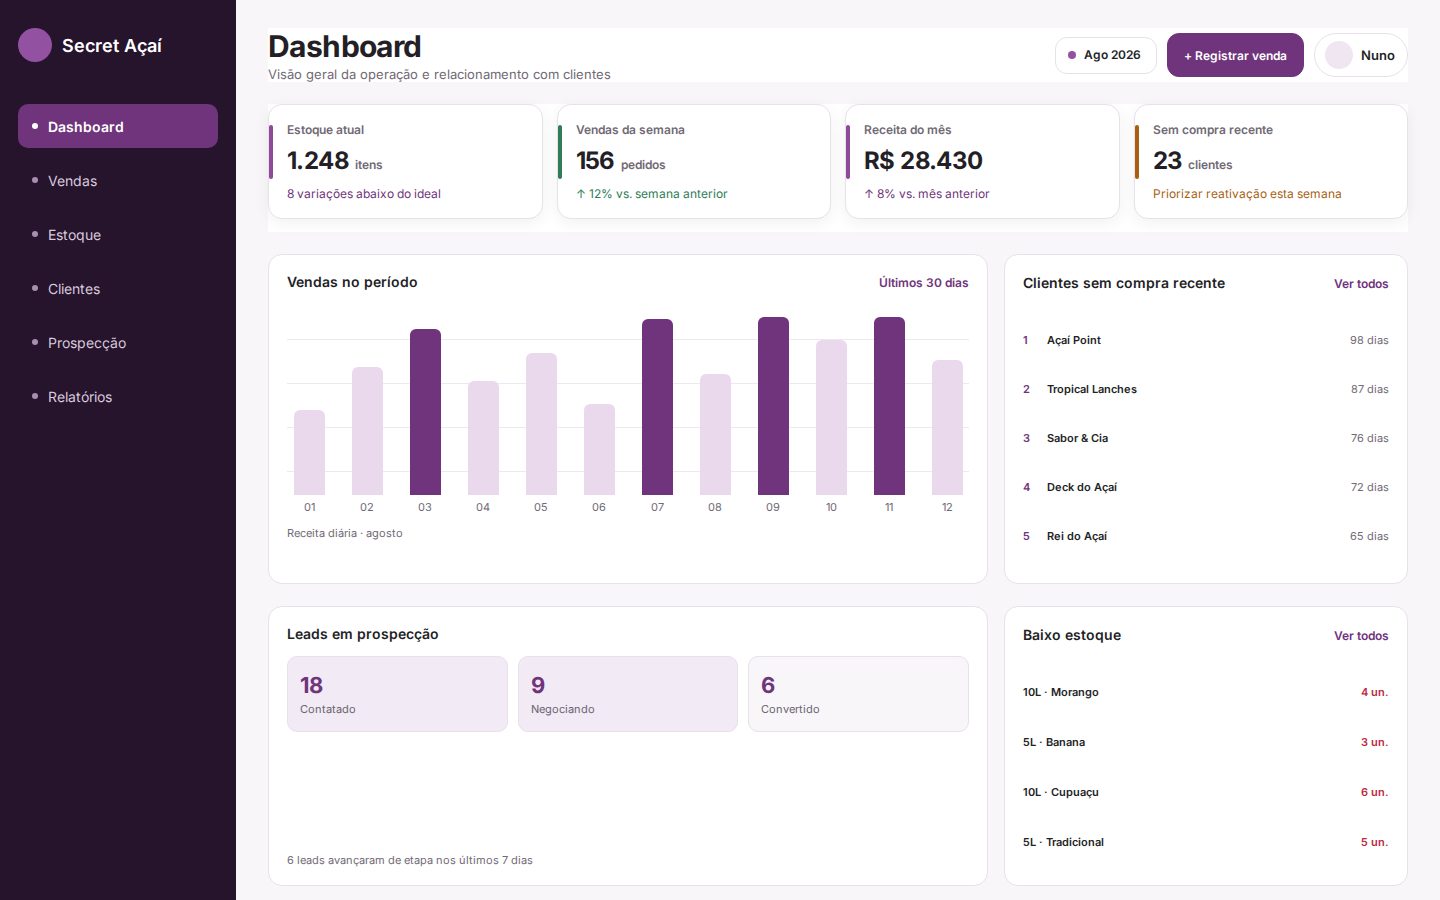 Secret Açaí
Dashboard
Vendas
Estoque
Clientes
Prospecção
Relatórios
Dashboard
Visão geral da operação e relacionamento com clientes
Ago 2026
+ Registrar venda
Nuno
Estoque atual
1.248 itens
8 variações abaixo do ideal
Vendas da semana
156 pedidos
↑ 12% vs. semana anterior
Receita do mês
R$ 28.430
↑ 8% vs. mês anterior
Sem compra recente
23 clientes
Priorizar reativação esta semana
Vendas no período
Últimos 30 dias
01 02 03 04 05 06 07 08 09 10 11 12
Receita diária · agosto
Clientes sem compra recente
Ver todos
1 Açaí Point 98 dias
2 Tropical Lanches 87 dias
3 Sabor & Cia 76 dias
4 Deck do Açaí 72 dias
5 Rei do Açaí 65 dias
Leads em prospecção
18
Contatado
9
Negociando
6
Convertido
6 leads avançaram de etapa nos últimos 7 dias
Baixo estoque
Ver todos
10L · Morango 4 un.
5L · Banana 3 un.
10L · Cupuaçu 6 un.
5L · Tradicional 5 un.